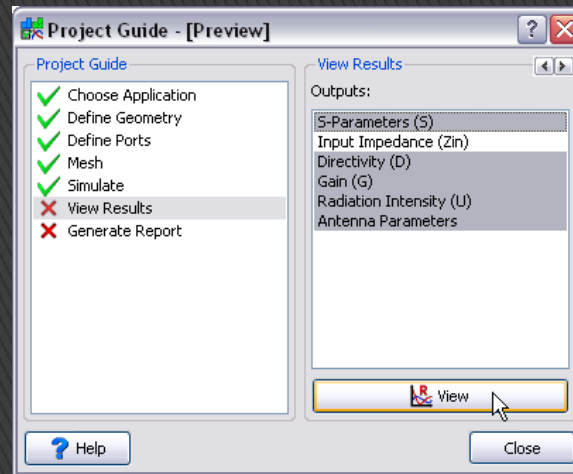 Project Guide - [Preview]
Project Guide
Choose Application
Define Geometry
Define Ports
Mesh
Simulate
View Results
Generate Report
View Results
Outputs:
S-Parameters (S)
Input Impedance (Zin)
Directivity (D)
Gain (G)
Radiation Intensity (U)
Antenna Parameters
View
Help
Close